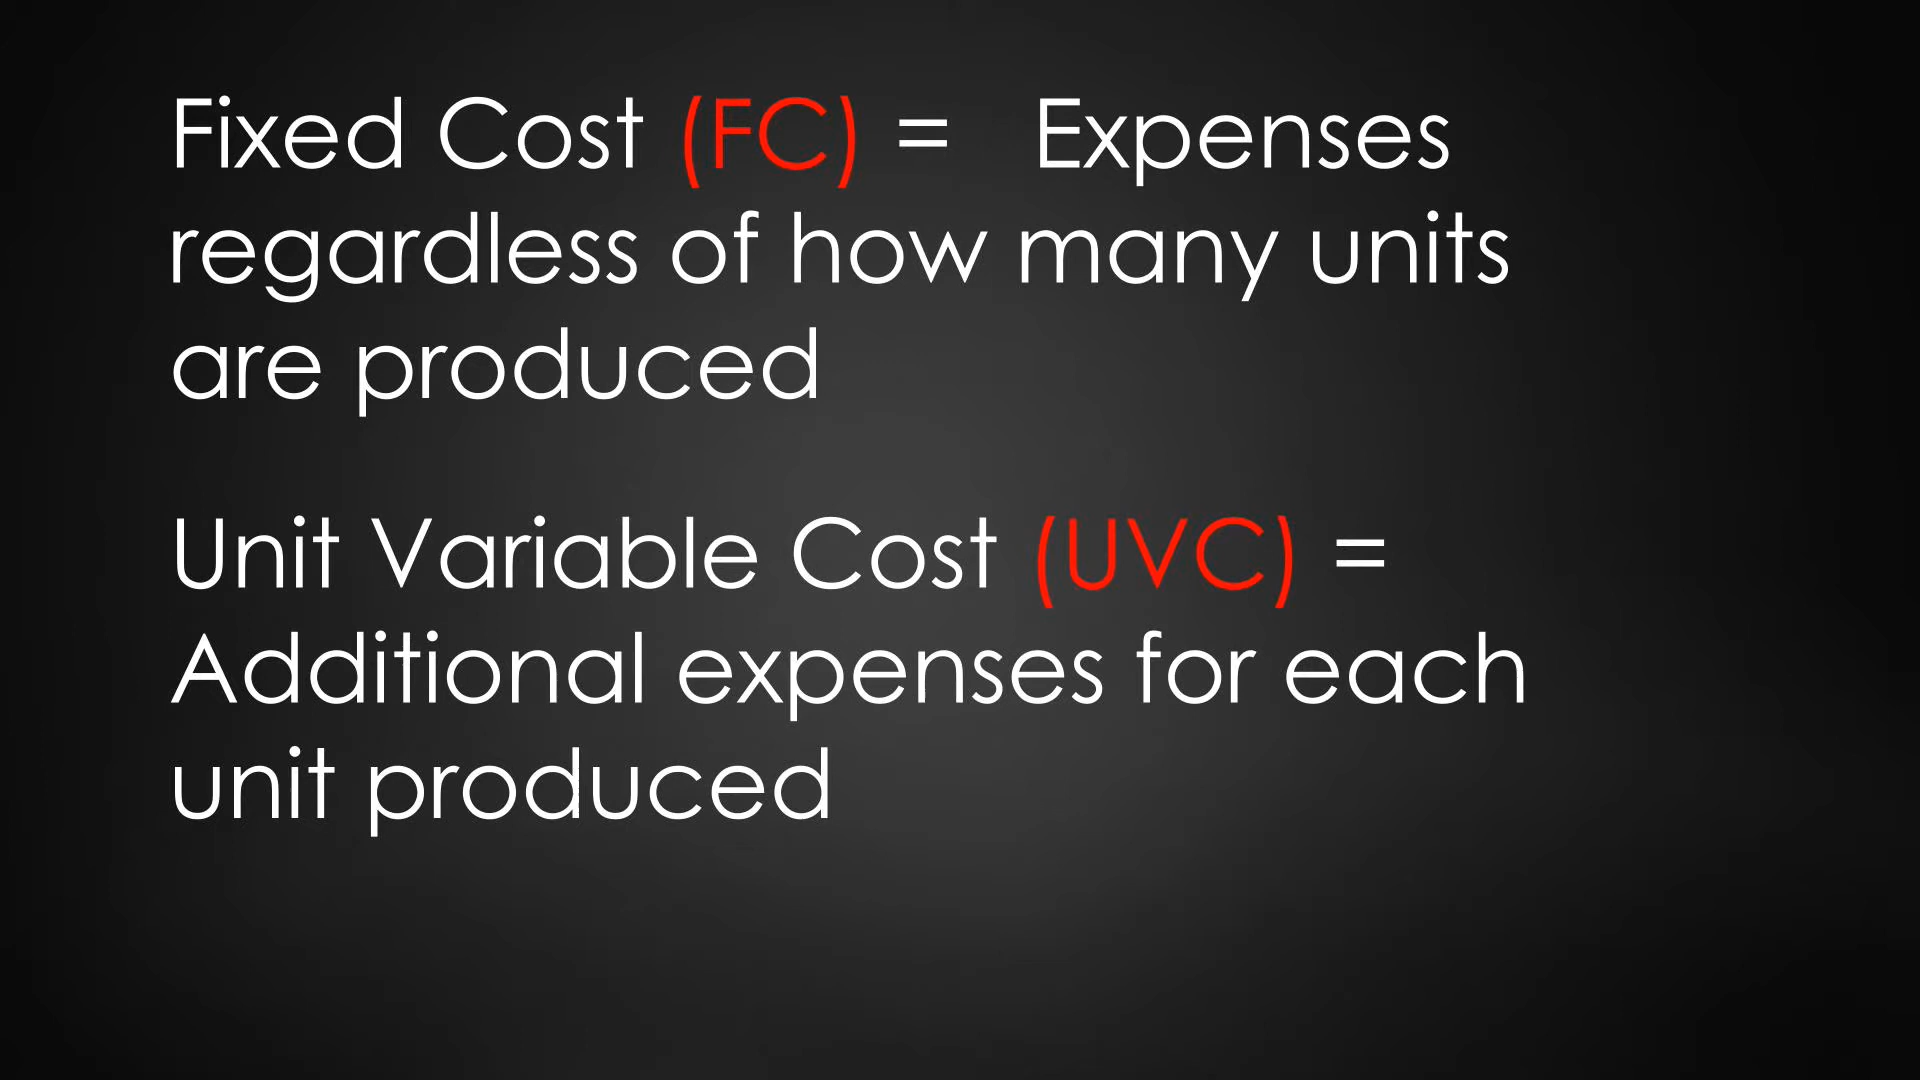 Fixed Cost (FC) = Expenses
regardless of how many units
are produced
Unit Variable Cost (UVC) =
Additional expenses for each
unit produced